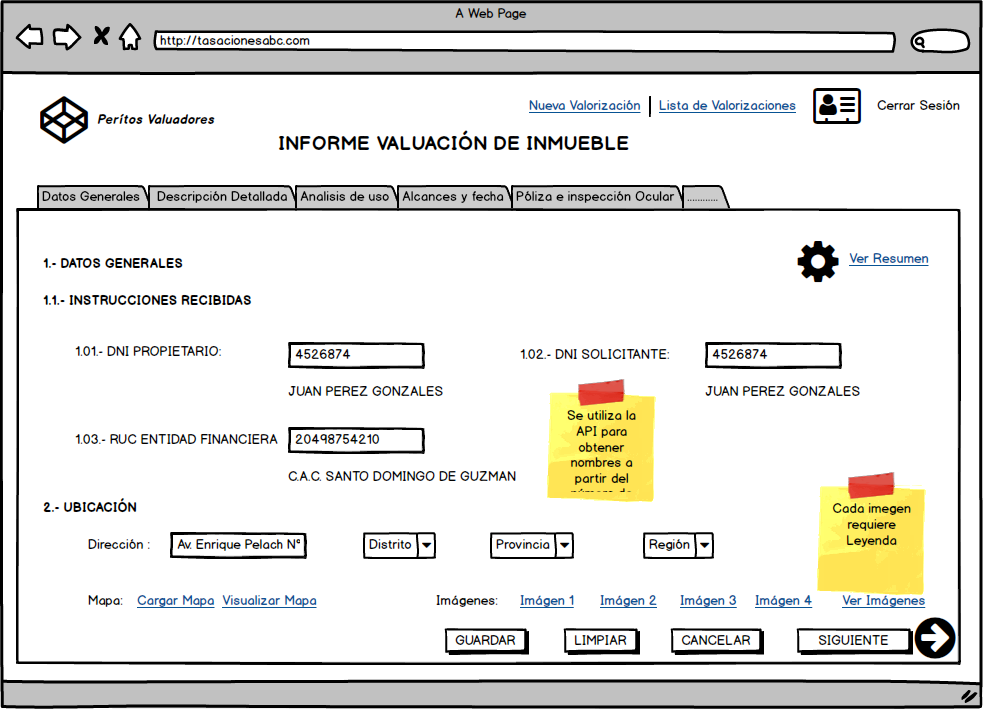 A Web Page
http://tasacionesabc.com
Nueva Valorización
Lista de Valorizaciones
Cerrar Sesión
Perítos Valuadores
INFORME VALUACIÓN DE INMUEBLE
Datos Generales
Descripción Detallada
Analisis de uso
Alcances y fecha
Póliza e inspección Ocular
............
1.- DATOS GENERALES
Ver Resumen
1.1.- INSTRUCCIONES RECIBIDAS
1.01.- DNI PROPIETARIO:
4526874
1.02.- DNI SOLICITANTE:
4526874
JUAN PEREZ GONZALES
JUAN PEREZ GONZALES
Se utiliza la
API para
obtener
nombres a
partir del
1.03.- RUC ENTIDAD FINANCIERA
20498754210
C.A.C. SANTO DOMINGO DE GUZMAN
Cada imegen
requiere
Leyenda
2.- UBICACIÓN
Dirección :
Av. Enrique Pelach N°
Distrito
Provincia
Región
Mapa:
Cargar Mapa
Visualizar Mapa
Imágenes:
Imágen 1
Imágen 2
Imágen 3
Imágen 4
Ver Imágenes
GUARDAR
LIMPIAR
CANCELAR
SIGUIENTE